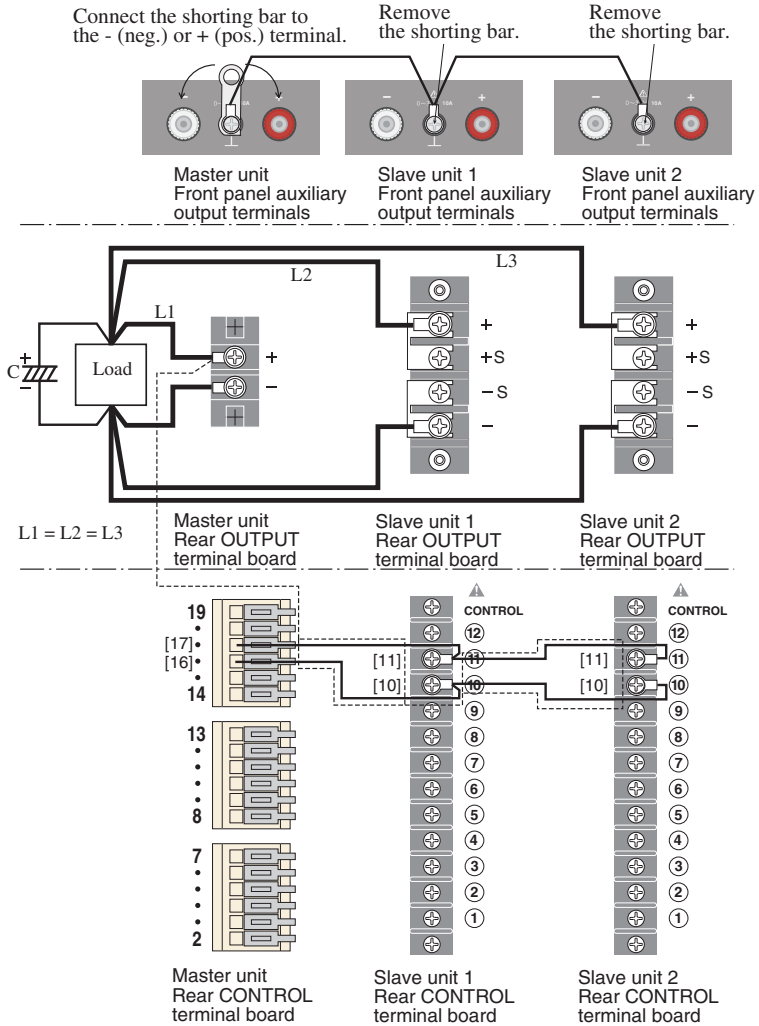 Connect the shorting bar to
the - (neg.) or + (pos.) terminal.
Remove
the shorting bar.
Remove
the shorting bar.
− +
− +
− +
Master unit
Front panel auxiliary
output terminals
Slave unit 1
Front panel auxiliary
output terminals
Slave unit 2
Front panel auxiliary
output terminals
L1
L2
L3
C
+
−
Load
+
−
+
+S
−S
−
+
+S
−S
−
L1 = L2 = L3
Master unit
Rear OUTPUT
terminal board
Slave unit 1
Rear OUTPUT
terminal board
Slave unit 2
Rear OUTPUT
terminal board
19
[17]
[16]
14
13
8
7
2
CONTROL
⑫
[11] ⑪
[10] ⑩
⑨
⑧
⑦
⑥
⑤
④
③
②
①
CONTROL
⑫
[11] ⑪
[10] ⑩
⑨
⑧
⑦
⑥
⑤
④
③
②
①
Master unit
Rear CONTROL
terminal board
Slave unit 1
Rear CONTROL
terminal board
Slave unit 2
Rear CONTROL
terminal board